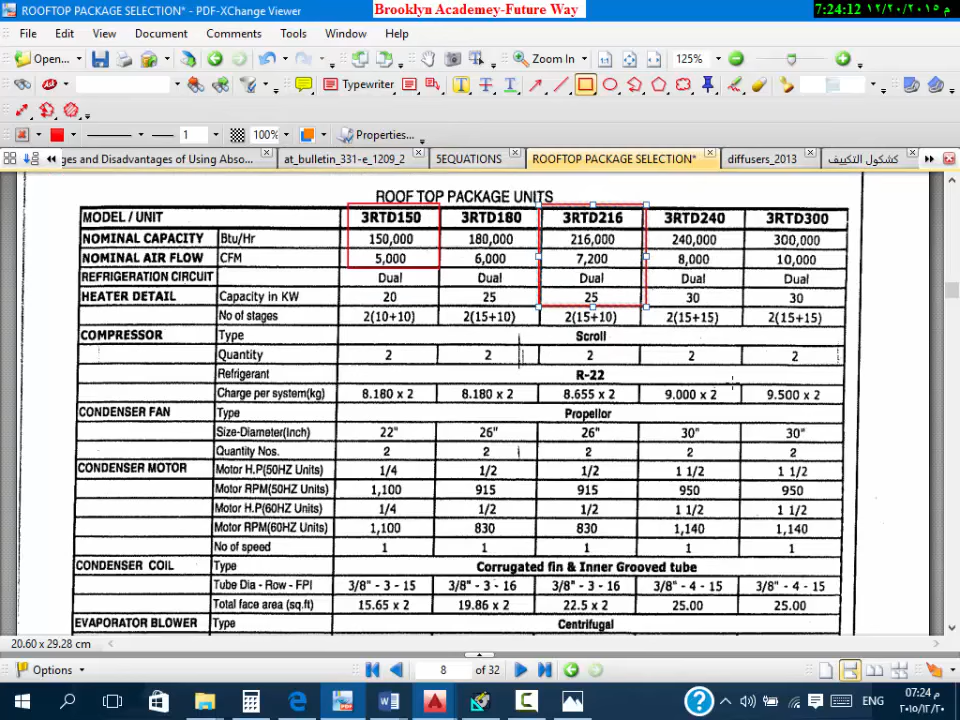 ROOFTOP PACKAGE SELECTION* - PDF-XChange Viewer
Brooklyn Academey-Future Way
7:24:12 م ١٢/٢٠/٢٠١٥
File Edit View Document Comments Tools Window Help
Open... Zoom In 125%
Typewriter
1 100% Properties...
ges and Disadvantages of Using Abso... at_bulletin_331-e_1209_2 5EQUATIONS ROOFTOP PACKAGE SELECTION* diffusers_2013 كشكول التكييف
ROOF TOP PACKAGE UNITS
MODEL / UNIT 3RTD150 3RTD180 3RTD216 3RTD240 3RTD300
NOMINAL CAPACITY Btu/Hr 150,000 180,000 216,000 240,000 300,000
NOMINAL AIR FLOW CFM 5,000 6,000 7,200 8,000 10,000
REFRIGERATION CIRCUIT Dual Dual Dual Dual Dual
HEATER DETAIL Capacity in KW 20 25 25 30 30
No of stages 2(10+10) 2(15+10) 2(15+10) 2(15+15) 2(15+15)
COMPRESSOR Type Scroll
Quantity 2 2 2 2 2
Refrigerant R-22
Charge per system(kg) 8.180 x 2 8.180 x 2 8.655 x 2 9.000 x 2 9.500 x 2
CONDENSER FAN Type Propellor
Size-Diameter(Inch) 22" 26" 26" 30" 30"
Quantity Nos. 2 2 2 2 2
CONDENSER MOTOR Motor H.P(50HZ Units) 1/4 1/2 1/2 1 1/2 1 1/2
Motor RPM(50HZ Units) 1,100 915 915 950 950
Motor H.P(60HZ Units) 1/4 1/2 1/2 1 1/2 1 1/2
Motor RPM(60HZ Units) 1,100 830 830 1,140 1,140
No of speed 1 1 1 1 1
CONDENSER COIL Type Corrugated fin & Inner Grooved tube
Tube Dia - Row - FPI 3/8" - 3 - 15 3/8" - 3 - 16 3/8" - 3 - 16 3/8" - 4 - 15 3/8" - 4 - 15
Total face area (sq.ft) 15.65 x 2 19.86 x 2 22.5 x 2 25.00 25.00
EVAPORATOR BLOWER Type Centrifugal
20.60 x 29.28 cm
Options 8 of 32
ENG 07:24 م
٢٠١٥/١٢/٢٠